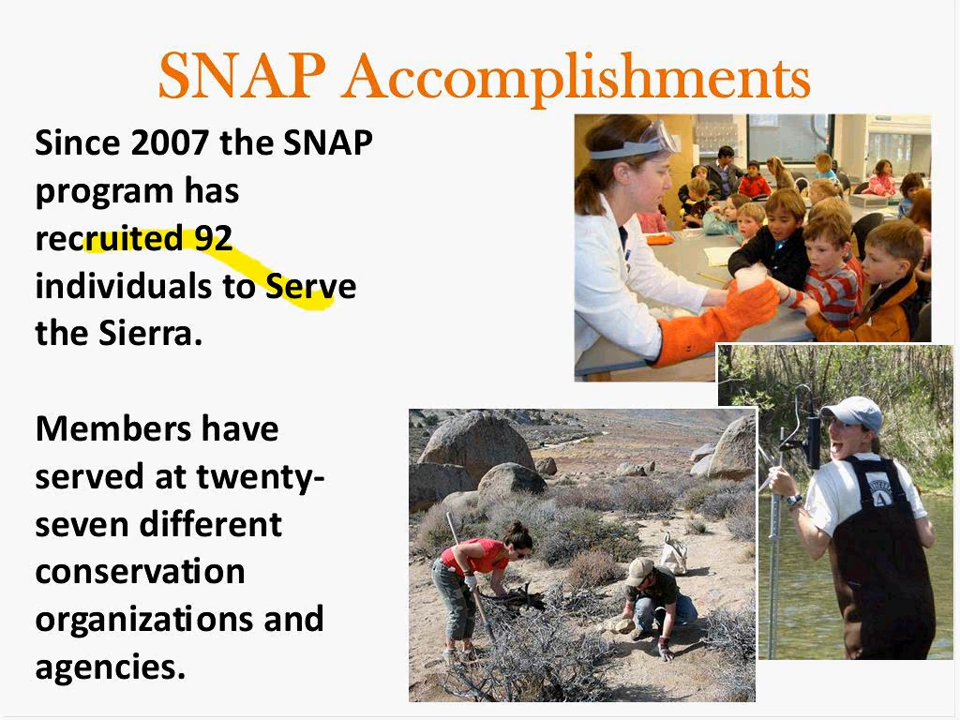 SNAP Accomplishments
Since 2007 the SNAP
program has
recruited 92
individuals to Serve
the Sierra.
Members have
served at twenty-
seven different
conservation
organizations and
agencies.